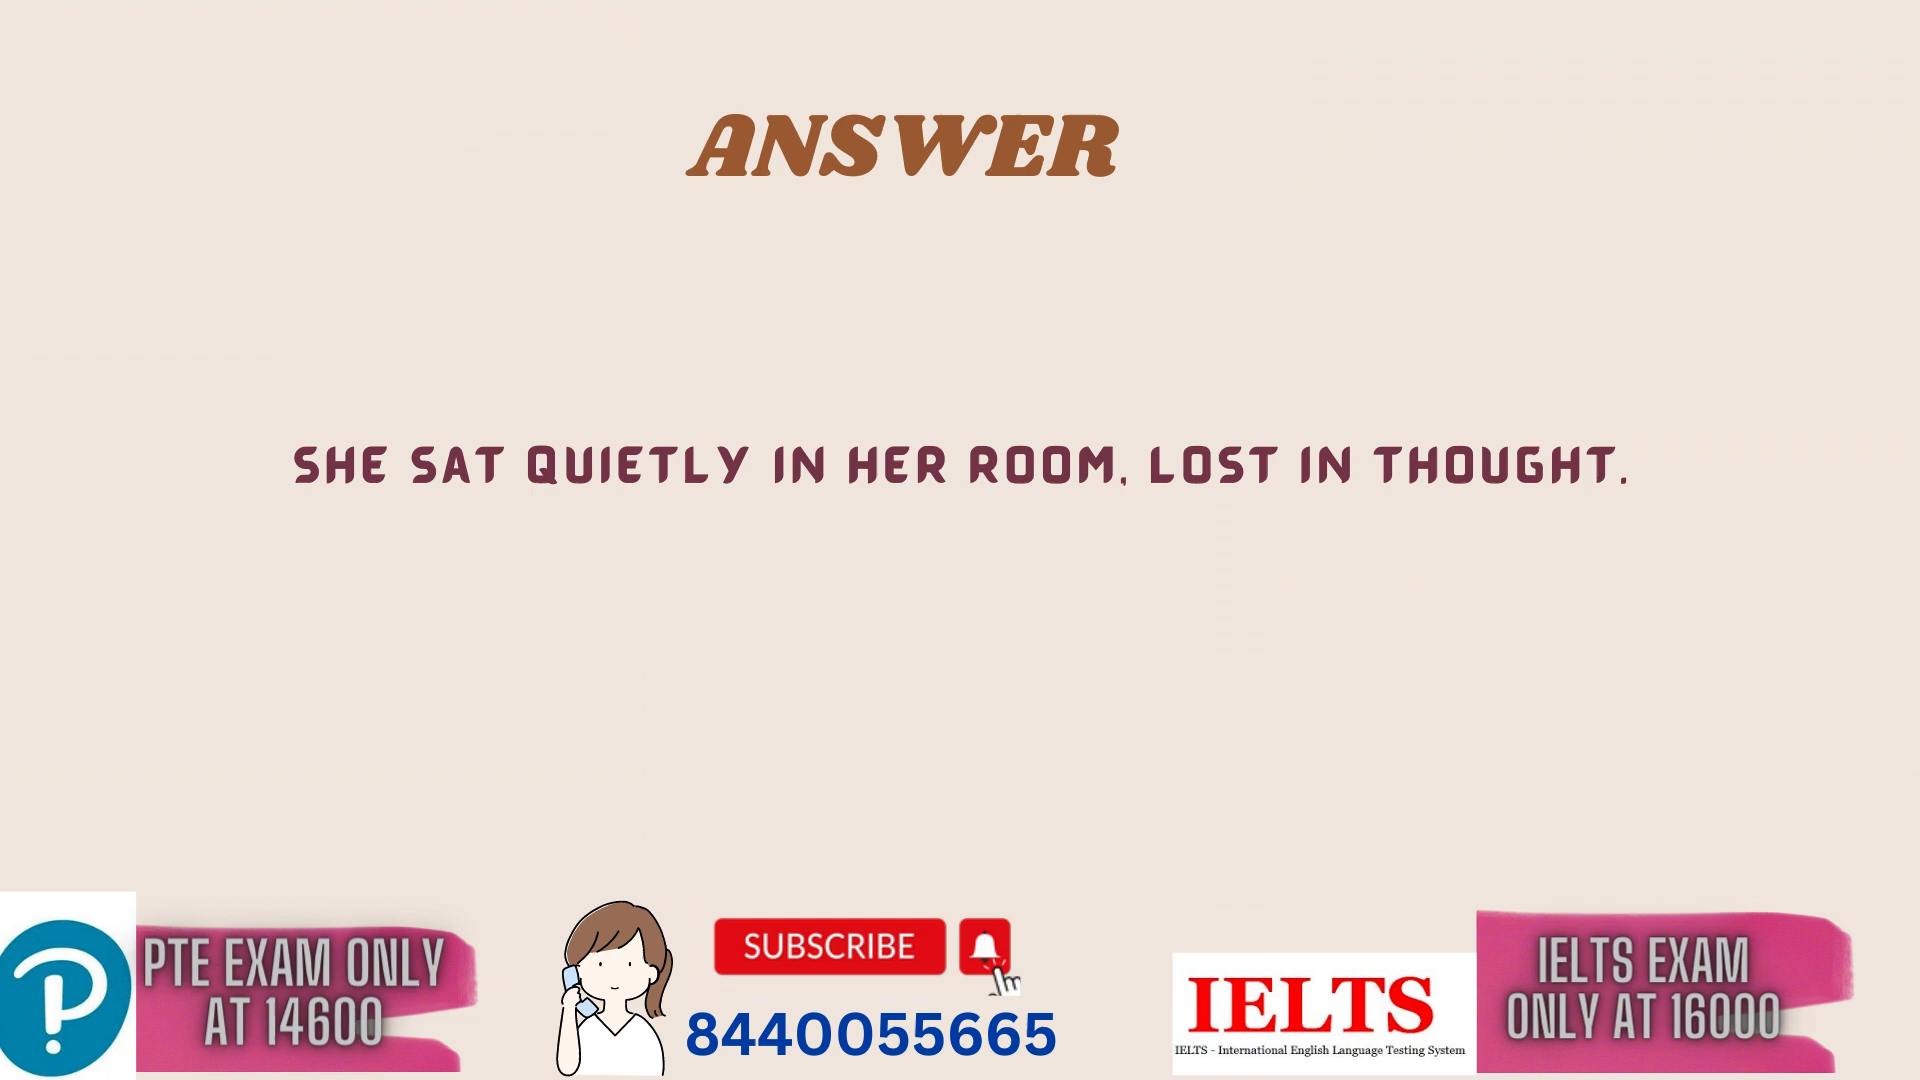 ANSWER
SHE SAT QUIETLY IN HER ROOM, LOST IN THOUGHT.
PTE EXAM ONLY
AT 14600
SUBSCRIBE
8440055665
IELTS
IELTS - International English Language Testing System
IELTS EXAM
ONLY AT 16000